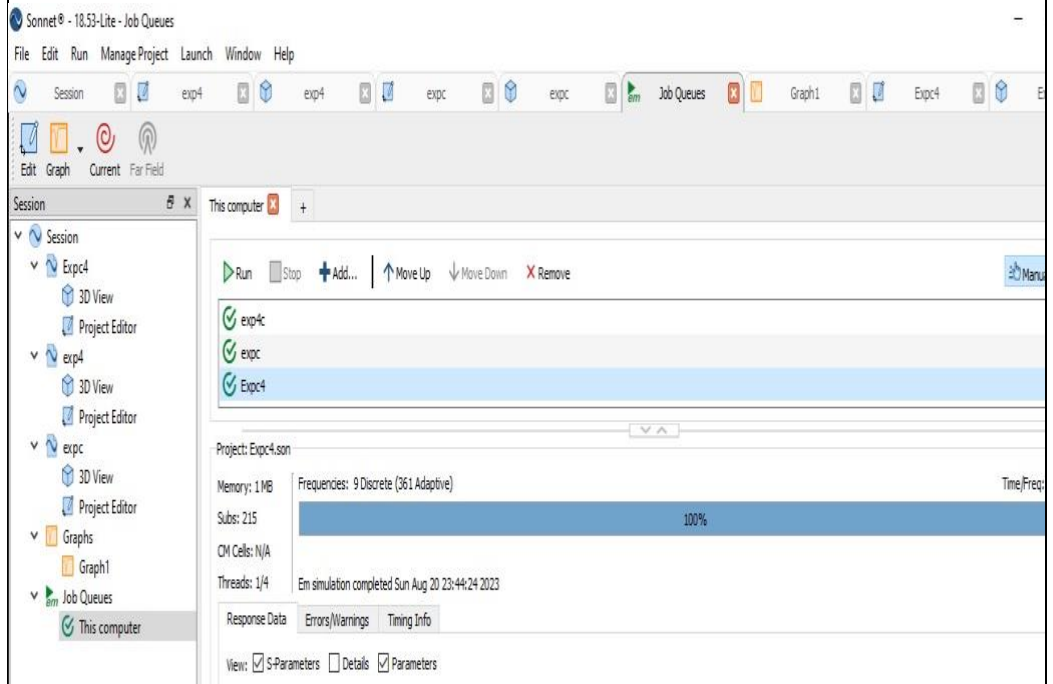 Sonnet® - 18.53-Lite - Job Queues
File Edit Run Manage Project Launch Window Help
Session exp4 exp4 expc expc em Job Queues Graph1 Expc4
Edit Graph Current Far Field
Session
This computer +
Session
Expc4
3D View
Project Editor
exp4
3D View
Project Editor
expc
3D View
Project Editor
Graphs
Graph1
em Job Queues
This computer
Run Stop Add... Move Up Move Down Remove
exp4c
expc
Expc4
Project: Expc4.son
Memory: 1 MB
Frequencies: 9 Discrete (361 Adaptive)
Time/Freq:
Subs: 215
100%
CM Cells: N/A
Threads: 1/4
Em simulation completed Sun Aug 20 23:44:24 2023
Response Data Errors/Warnings Timing Info
View: S-Parameters Details Parameters